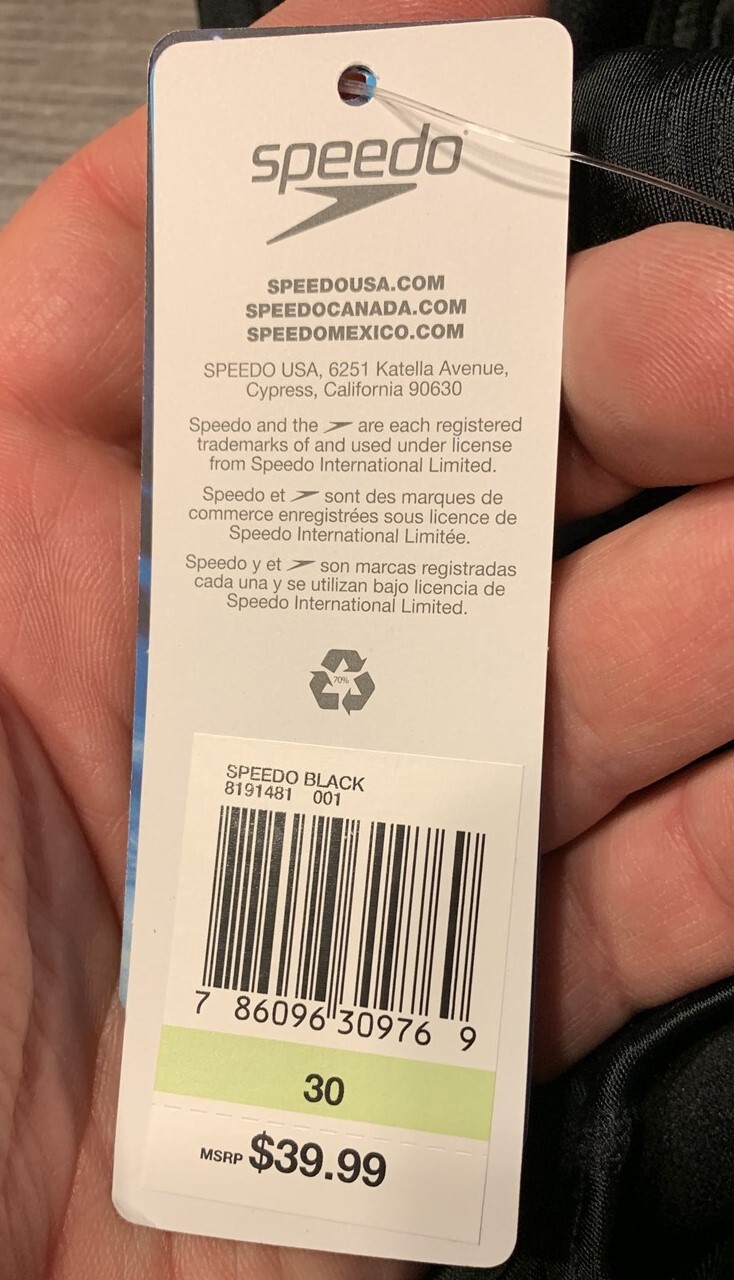 speedo
SPEEDOUSA.COM
SPEEDOCANADA.COM
SPEEDOMEXICO.COM
SPEEDO USA, 6251 Katella Avenue,
Cypress, California 90630
Speedo and the are each registered
trademarks of and used under license
from Speedo International Limited.
Speedo et sont des marques de
commerce enregistrées sous licence de
Speedo International Limitée.
Speedo y et son marcas registradas
cada una y se utilizan bajo licencia de
Speedo International Limited.
70%
SPEEDO BLACK
8191481 001
7 86096 30976 9
30
MSRP $39.99